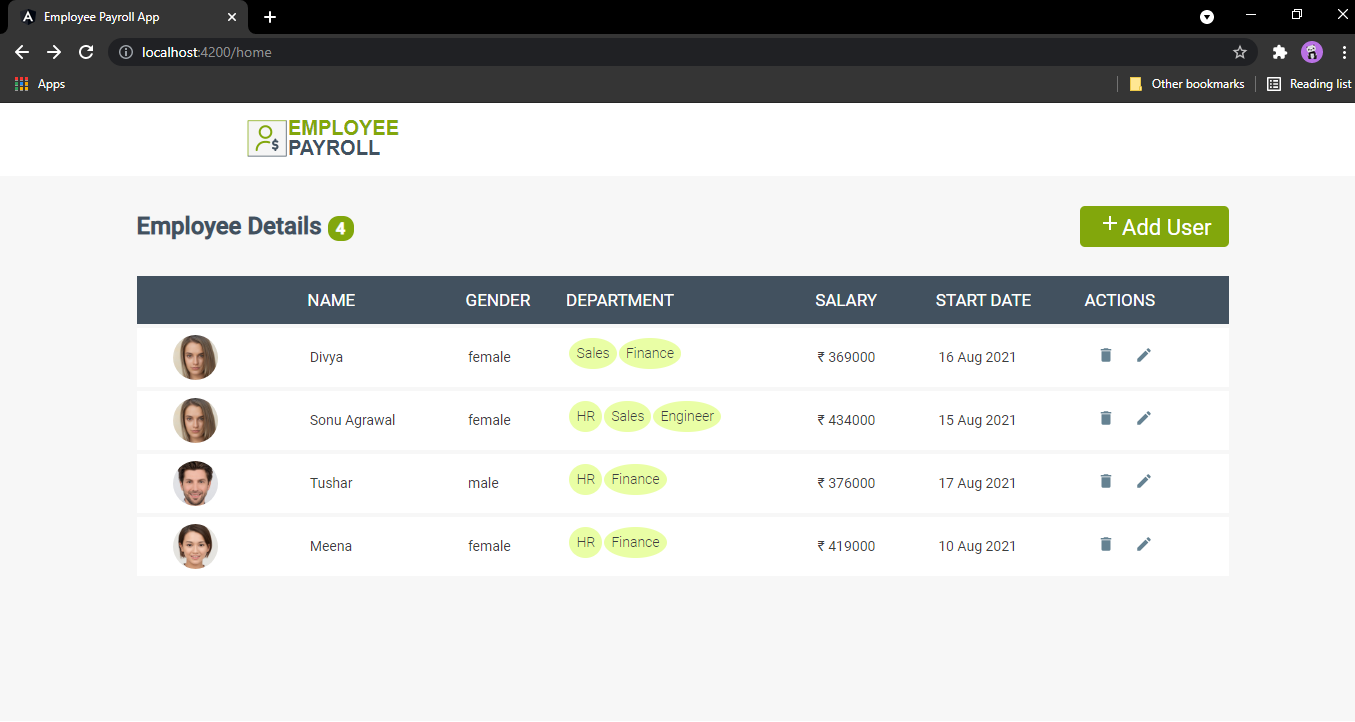 Employee Payroll App
localhost:4200/home
Apps Other bookmarks Reading list
EMPLOYEE
PAYROLL
Employee Details 4 +Add User
NAME GENDER DEPARTMENT SALARY START DATE ACTIONS
Divya female Sales Finance ₹ 369000 16 Aug 2021
Sonu Agrawal female HR Sales Engineer ₹ 434000 15 Aug 2021
Tushar male HR Finance ₹ 376000 17 Aug 2021
Meena female HR Finance ₹ 419000 10 Aug 2021